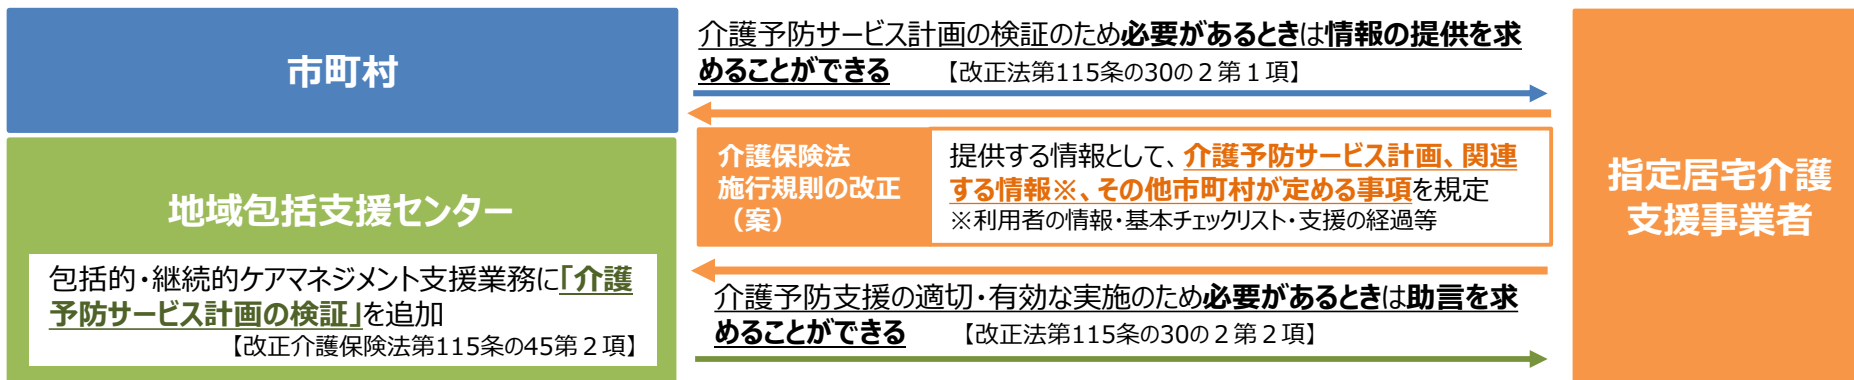 市町村
地域包括支援センター
包括的・継続的ケアマネジメント支援業務に「介護
予防サービス計画の検証」を追加
【改正介護保険法第115条の45第２項】
介護予防サービス計画の検証のため必要があるときは情報の提供を求
めることができる　【改正法第115条の30の２第１項】
介護保険法
施行規則の改正
（案）
提供する情報として、介護予防サービス計画、関連
する情報※、その他市町村が定める事項を規定
※利用者の情報・基本チェックリスト・支援の経過等
介護予防支援の適切・有効な実施のため必要があるときは助言を求
めることができる　【改正法第115条の30の２第２項】
指定居宅介護
支援事業者